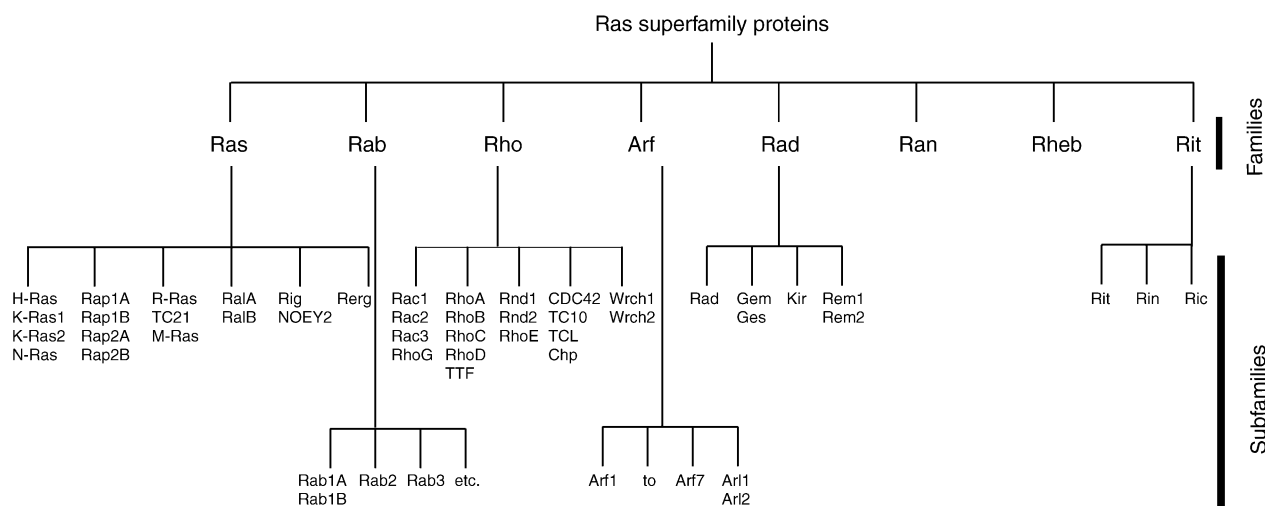 Ras superfamily proteins
Ras Rab Rho Arf Rad Ran Rheb Rit
Families
H-Ras Rap1A R-Ras RalA Rig Rerg Rac1 RhoA Rnd1 CDC42 Wrch1 Rad Gem Kir Rem1 Rit Rin Ric
K-Ras1 Rap1B TC21 RalB NOEY2 Rac2 RhoB Rnd2 TC10 Wrch2 Ges Rem2
K-Ras2 Rap2A M-Ras Rac3 RhoC RhoE TCL
N-Ras Rap2B RhoG RhoD Chp
TTF
Subfamilies
Rab1A Rab2 Rab3 etc. Arf1 to Arf7 Arl1
Rab1B Arl2